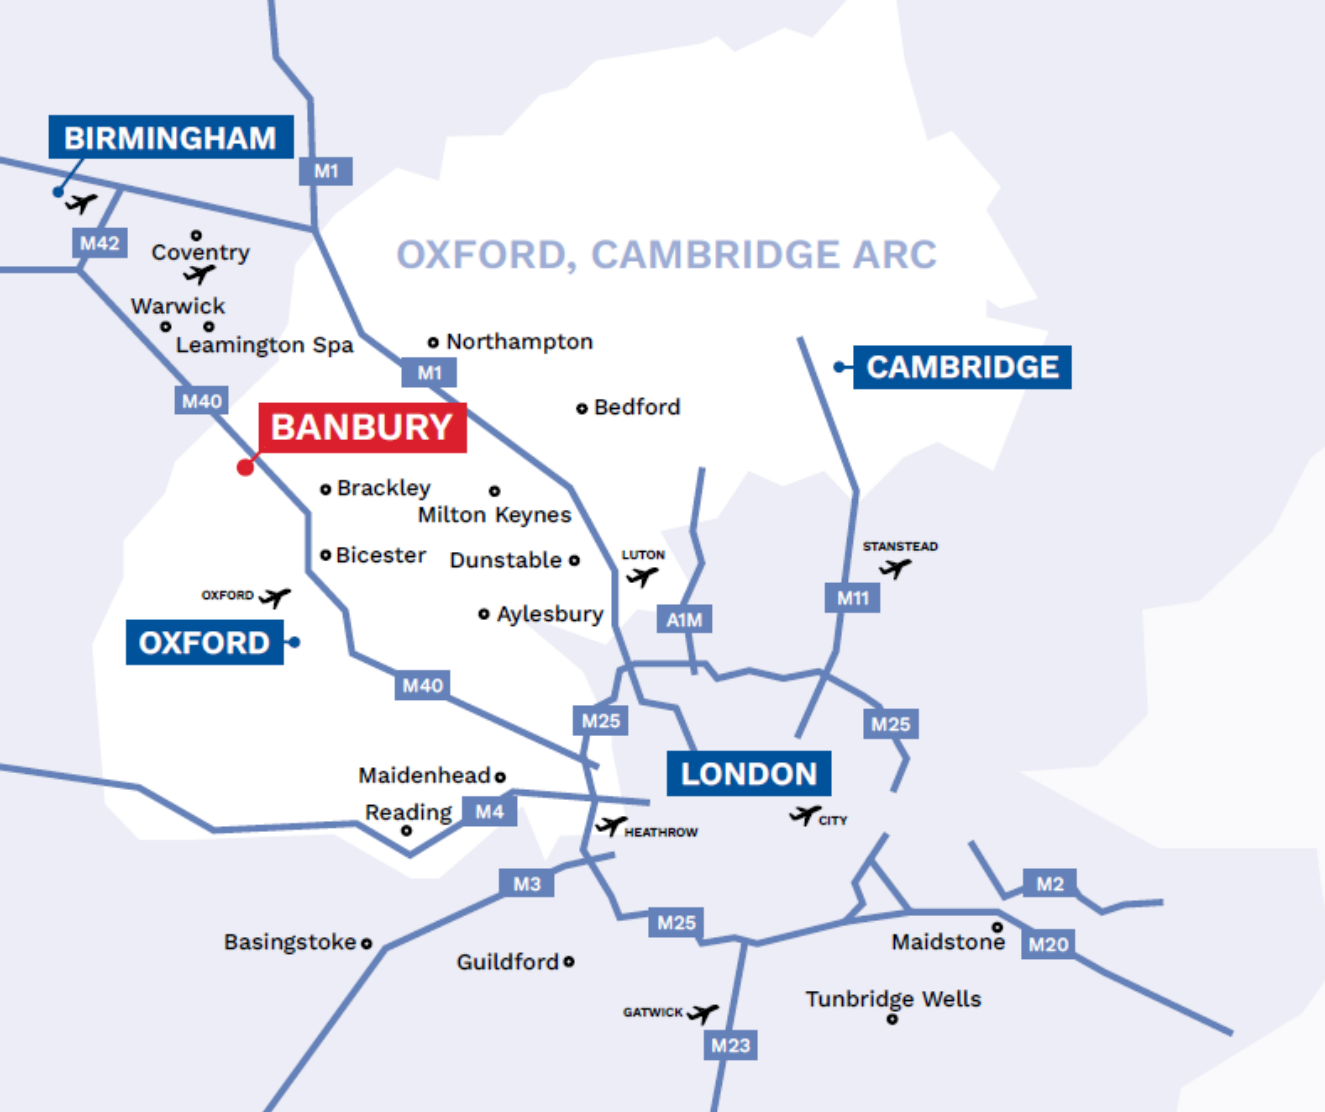 BIRMINGHAM
M1
M42
Coventry
OXFORD, CAMBRIDGE ARC
Warwick
Leamington Spa
Northampton
M1
CAMBRIDGE
M40
BANBURY
Bedford
Brackley
Milton Keynes
Bicester
Dunstable
LUTON
STANSTEAD
OXFORD
Aylesbury
A1M
M11
OXFORD
M40
M25
M25
LONDON
Maidenhead
Reading
M4
HEATHROW
CITY
M3
M2
M25
Basingstoke
Guildford
Maidstone
M20
Tunbridge Wells
GATWICK
M23